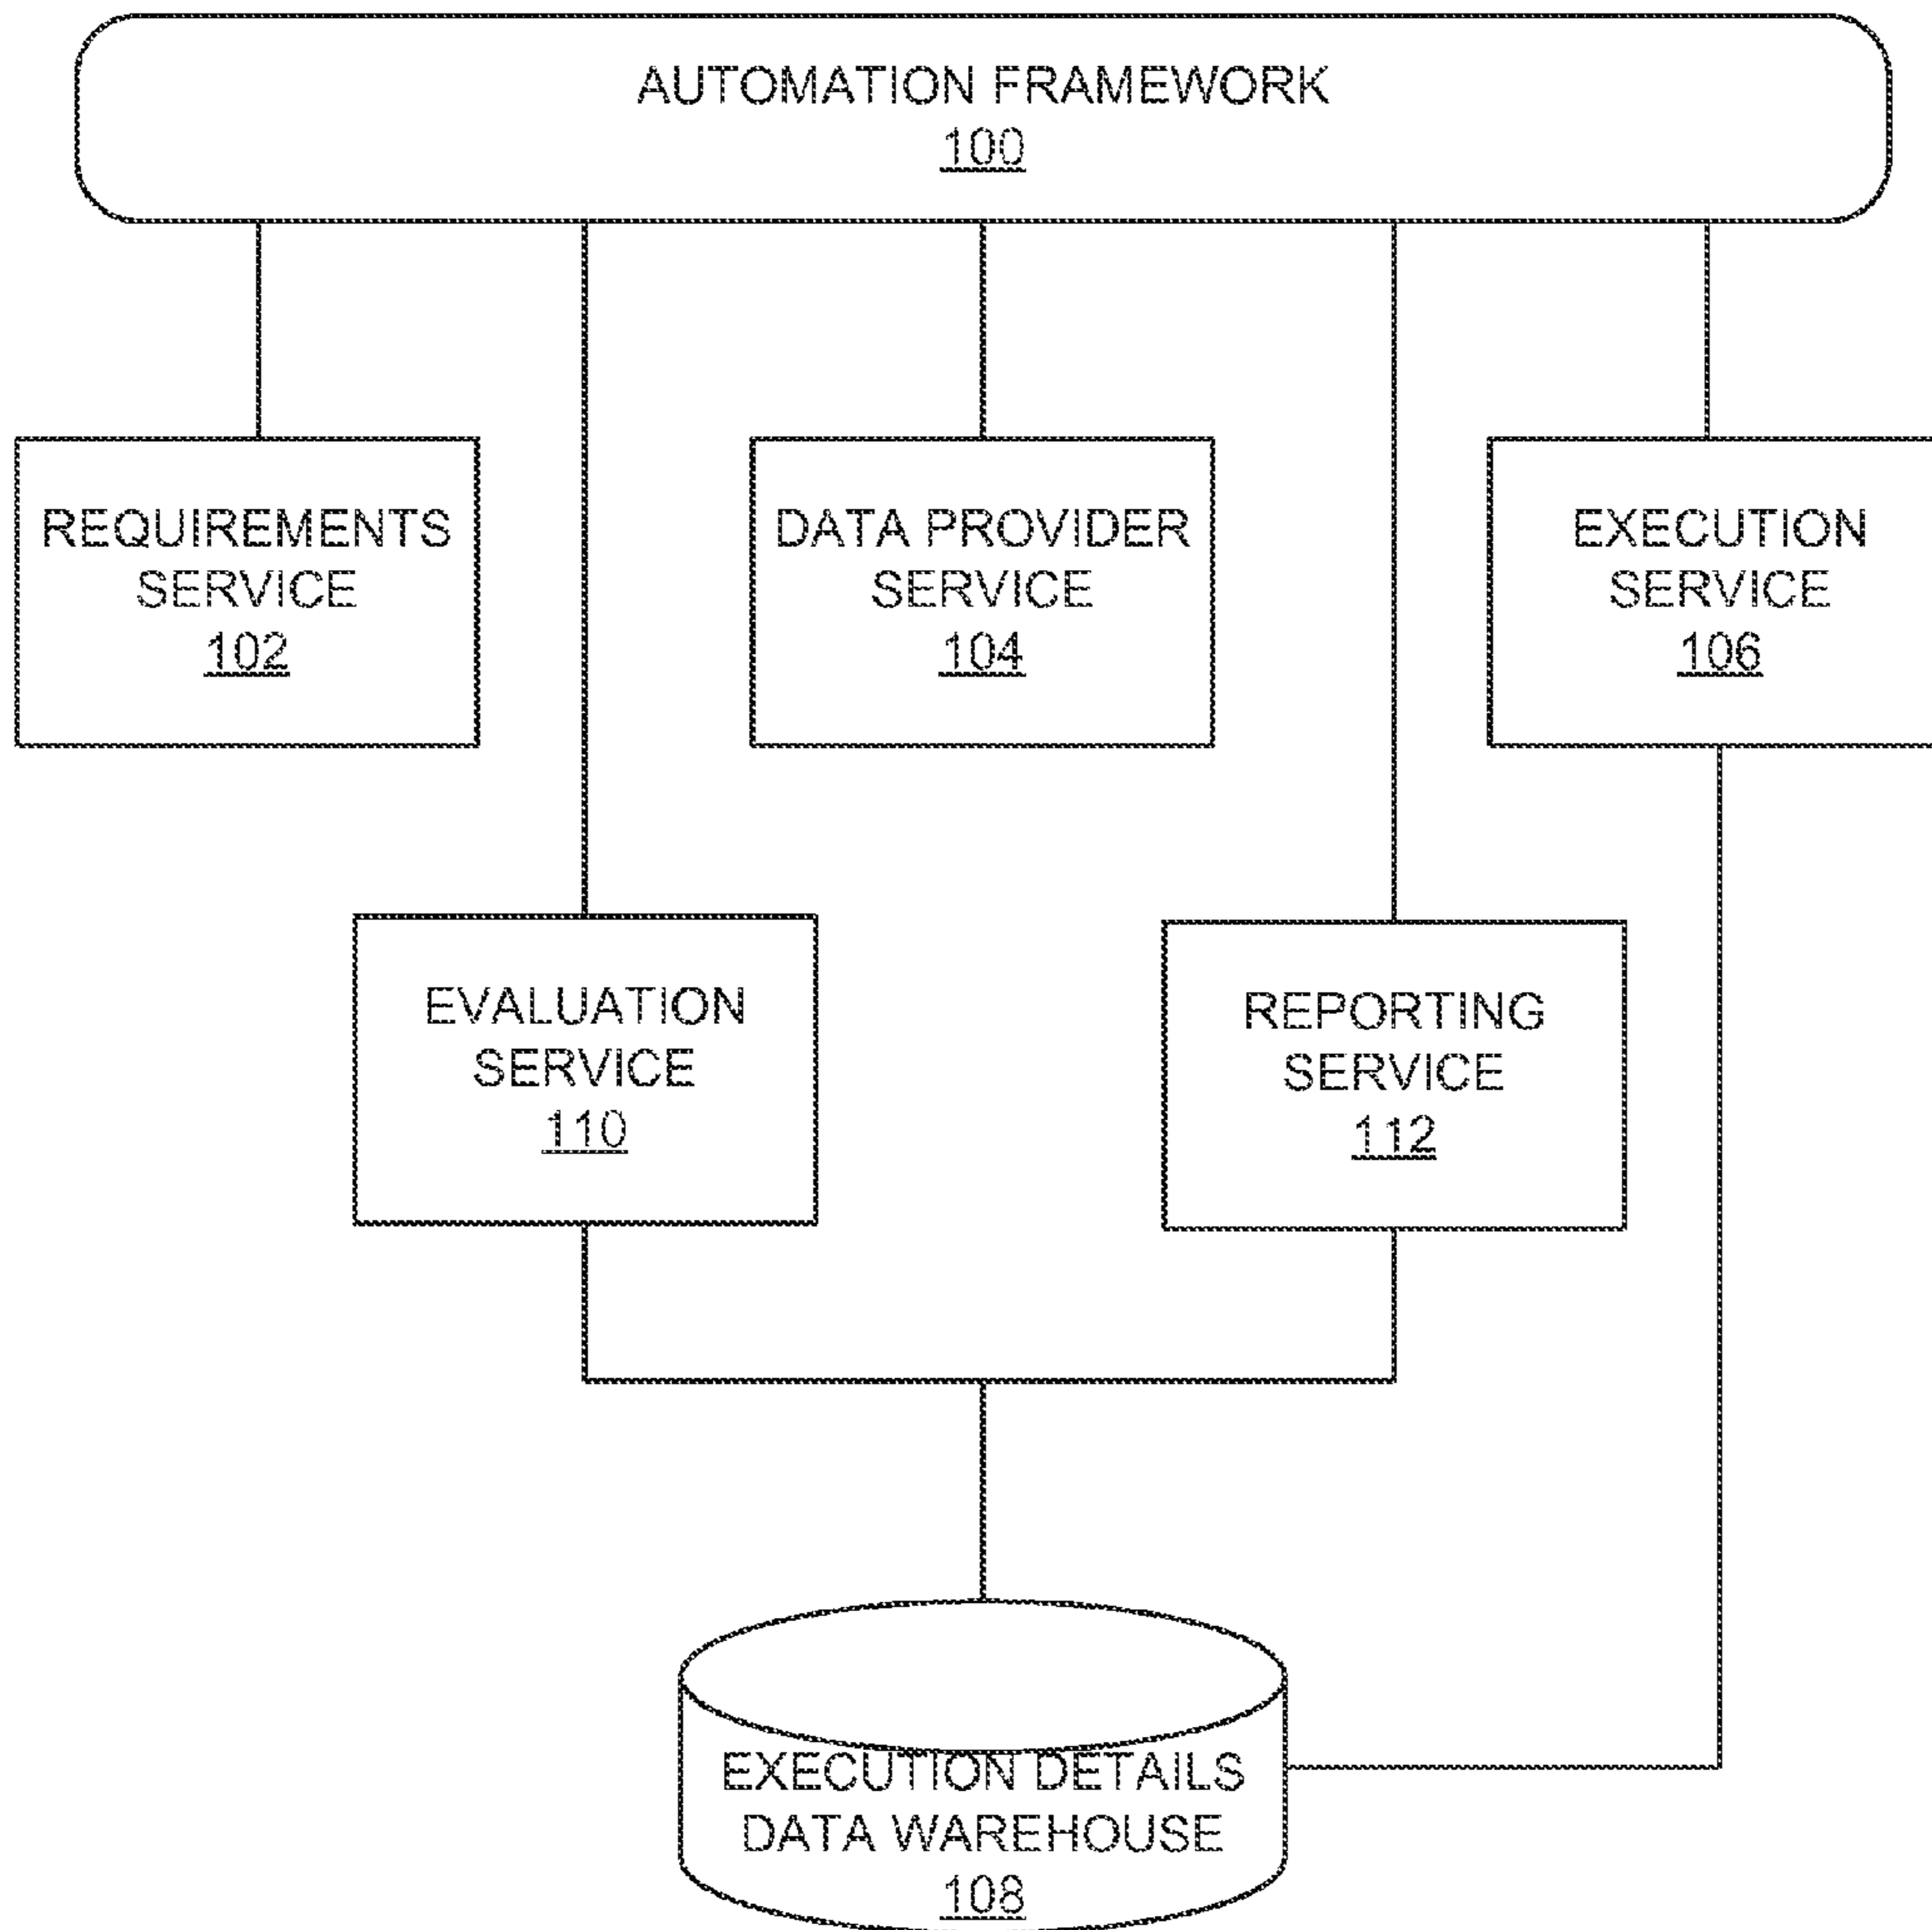 AUTOMATION FRAMEWORK
100
REQUIREMENTS
SERVICE
102
DATA PROVIDER
SERVICE
104
EXECUTION
SERVICE
106
EVALUATION
SERVICE
110
REPORTING
SERVICE
112
EXECUTION DETAILS
DATA WAREHOUSE
108